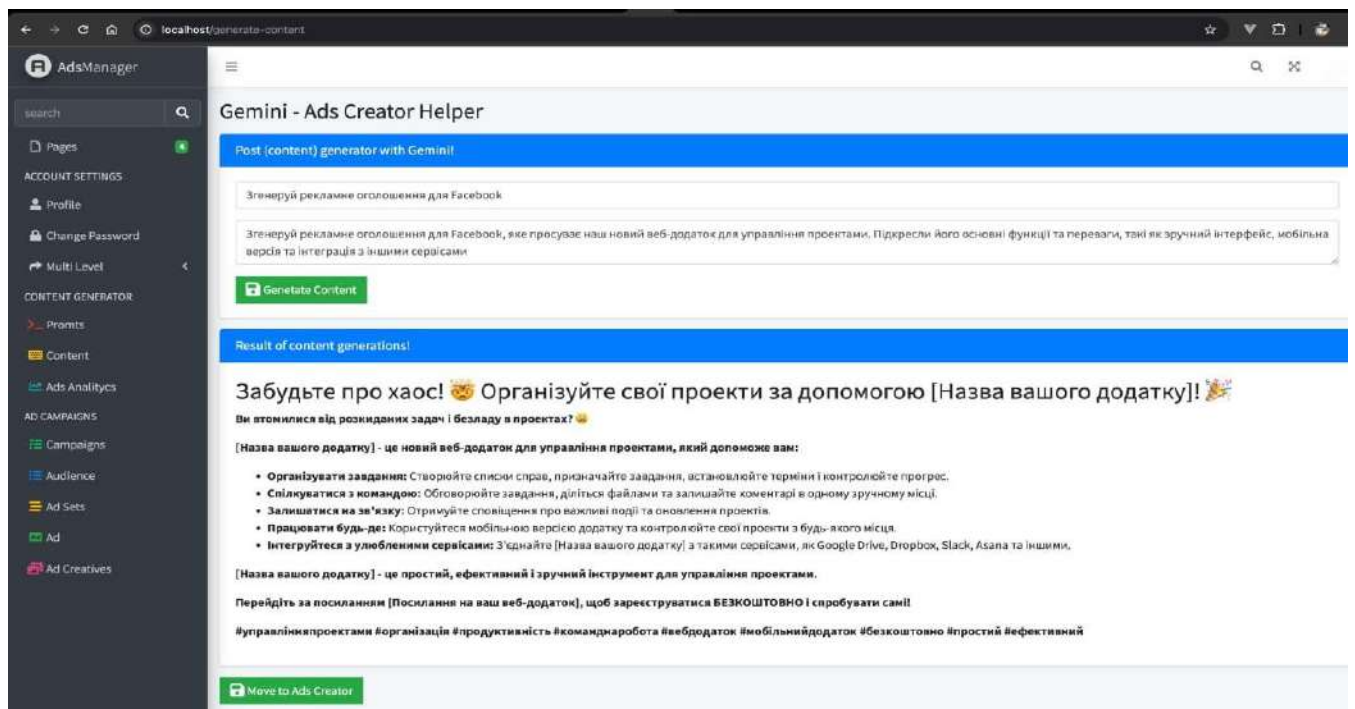 localhost/generate-content
AdsManager
search
Pages
4
ACCOUNT SETTINGS
Profile
Change Password
Multi Level
CONTENT GENERATOR
Promts
Content
Ads Analitycs
AD CAMPAIGNS
Campaigns
Audience
Ad Sets
Ad
Ad Creatives
Gemini - Ads Creator Helper
Post (content) generator with Gemini!
Згенеруй рекламне оголошення для Facebook
Згенеруй рекламне оголошення для Facebook, яке просуває наш новий веб-додаток для управління проектами. Підкресли його основні функції та переваги, такі як зручний інтерфейс, мобільна
версія та інтеграція з іншими сервісами
Genetate Content
Result of content generations!
Забудьте про хаос! 🤯 Організуйте свої проекти за допомогою [Назва вашого додатку]! 🎉
Ви втомилися від розкиданих задач і безладу в проектах? 😩
[Назва вашого додатку] - це новий веб-додаток для управління проектами, який допоможе вам:
• Організувати завдання: Створюйте списки справ, призначайте завдання, встановлюйте терміни і контролюйте прогрес.
• Спілкуватися з командою: Обговорюйте завдання, діліться файлами та залишайте коментарі в одному зручному місці.
• Залишатися на зв'язку: Отримуйте сповіщення про важливі події та оновлення проектів.
• Працювати будь-де: Користуйтеся мобільною версією додатку та контролюйте свої проекти з будь-якого місця.
• Інтегруйтеся з улюбленими сервісами: З'єднайте [Назва вашого додатку] з такими сервісами, як Google Drive, Dropbox, Slack, Asana та іншими.
[Назва вашого додатку] - це простий, ефективний і зручний інструмент для управління проектами.
Перейдіть за посиланням [Посилання на ваш веб-додаток], щоб зареєструватися БЕЗКОШТОВНО і спробувати самі!
#управлінняпроектами #організація #продуктивність #команднаробота #вебдодаток #мобільнийдодаток #безкоштовно #простий #ефективний
Move to Ads Creator